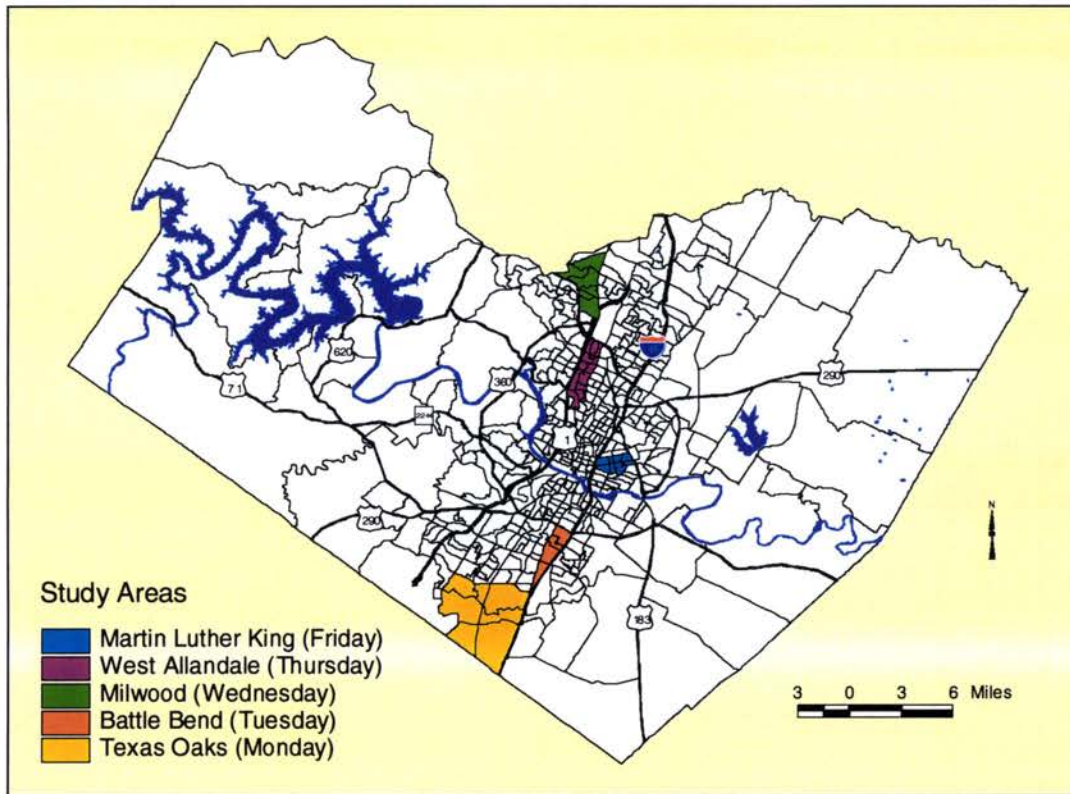 620
71
360
290
1
290
N
183
Study Areas
Martin Luther King (Friday)
West Allandale (Thursday)
Milwood (Wednesday)
Battle Bend (Tuesday)
Texas Oaks (Monday)
3 0 3 6 Miles